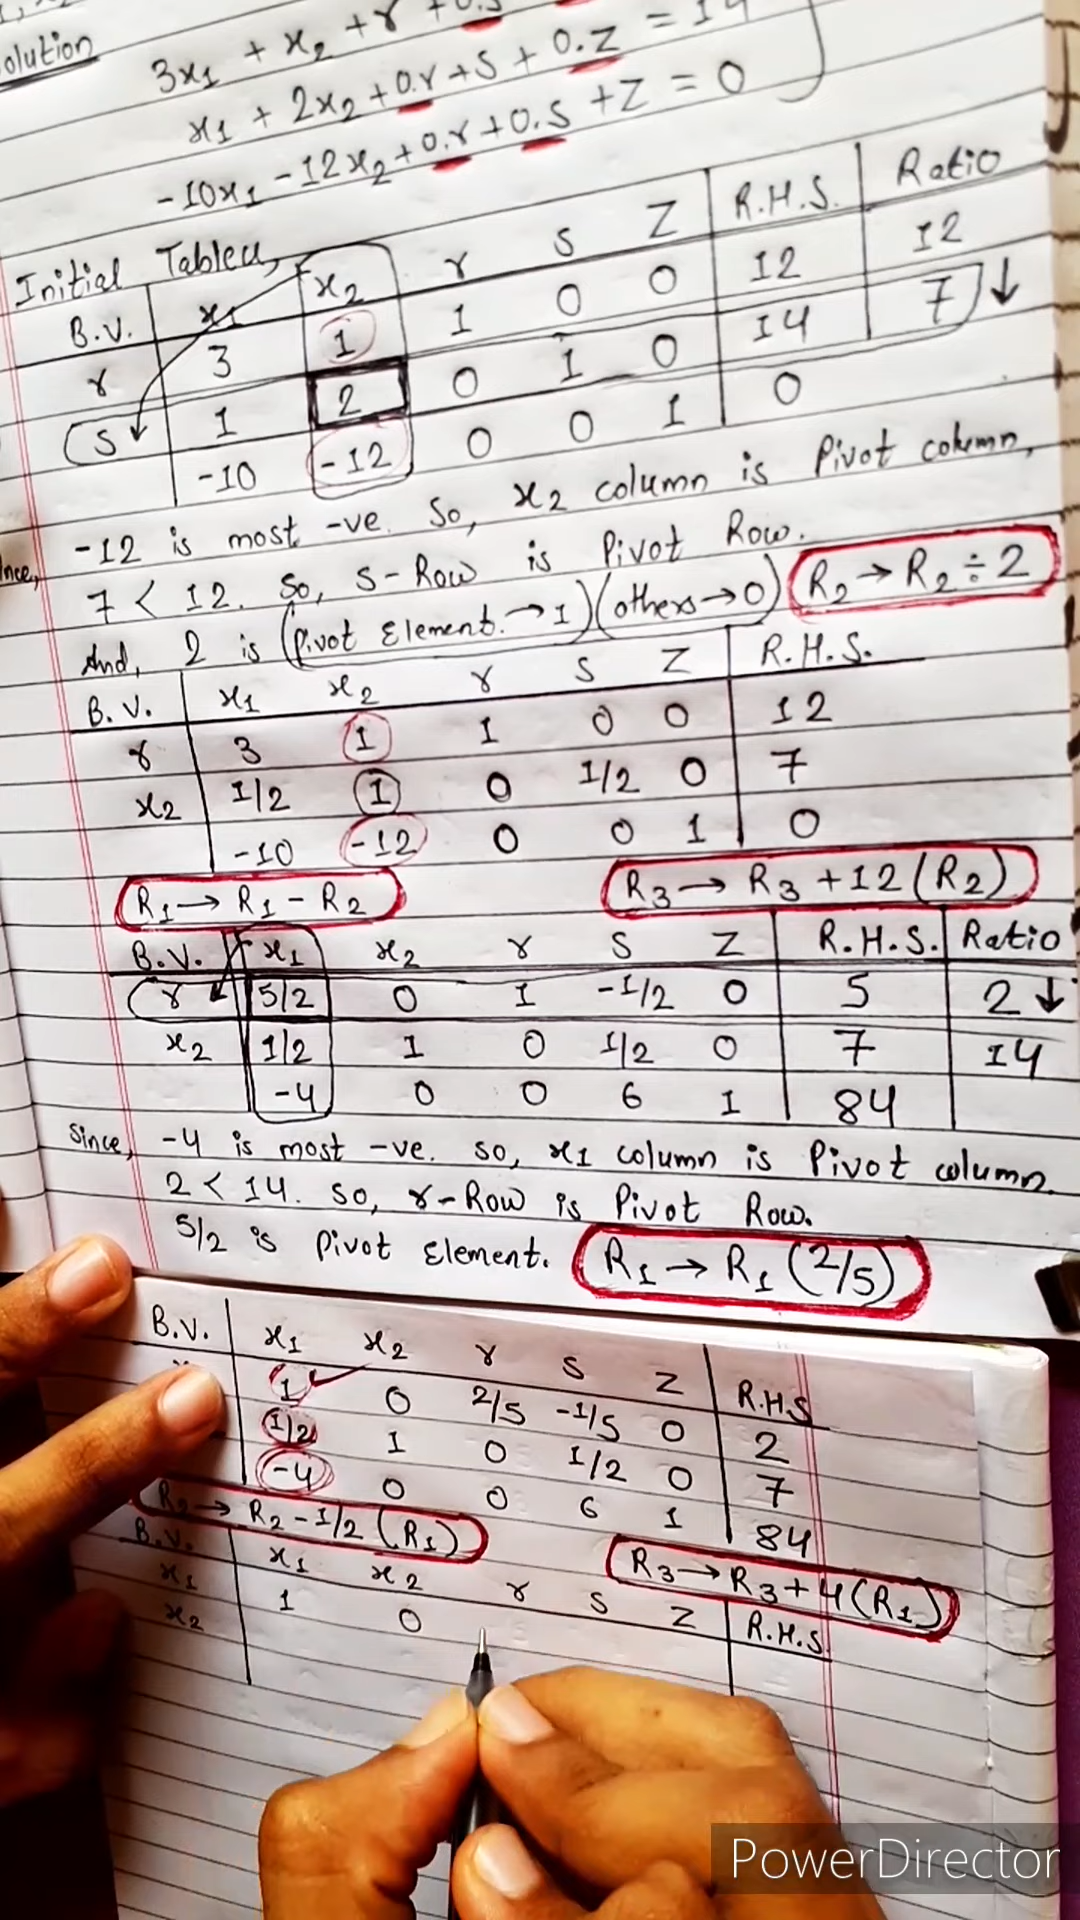 olution
3x1 + x2 + r + 0.s = 14
x1 + 2x2 + 0.r + s + 0.z
-10x1 - 12x2 + 0.r + 0.s + z = 0
Initial Tableu,
B.V. x1 x2 r s z R.H.S. Ratio
r 3 1 1 0 0 12 12
s 1 2 0 1 0 14 7 ↓
-10 -12 0 0 1 0
ince, -12 is most -ve. So, x2 column is Pivot column,
7 < 12. So, s-Row is Pivot Row.
And, 2 is (Pivot Element. → 1) (others → 0) R2 → R2 ÷ 2
B.V. x1 x2 r s z R.H.S.
r 3 1 1 0 0 12
x2 1/2 1 0 1/2 0 7
-10 -12 0 0 1 0
R1 → R1 - R2 R3 → R3 + 12 (R2)
B.V. x1 x2 r s z R.H.S. Ratio
r 5/2 0 1 -1/2 0 5 2 ↓
x2 1/2 1 0 1/2 0 7 14
-4 0 0 6 1 84
Since, -4 is most -ve. so, x1 column is Pivot column.
2 < 14. so, r-Row is Pivot Row.
5/2 is Pivot Element. R1 → R1 (2/5)
B.V. x1 x2 r s z R.H.S
1 0 2/5 -1/5 0 2
1/2 1 0 1/2 0 7
-4 0 0 6 1 84
R2 → R2 - 1/2 (R1) R3 → R3 + 4(R1)
B.V. x1 x2 r s z R.H.S.
x1 1 0
x2
PowerDirector